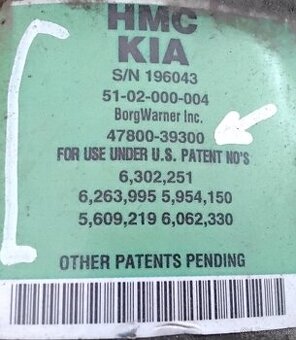 HMC
KIA
S/N 196043
51-02-000-004
BorgWarner Inc.
47800-39300
FOR USE UNDER U.S. PATENT NO'S
6,302,251
6,263,995 5,954,150
5,609,219 6,062,330
OTHER PATENTS PENDING